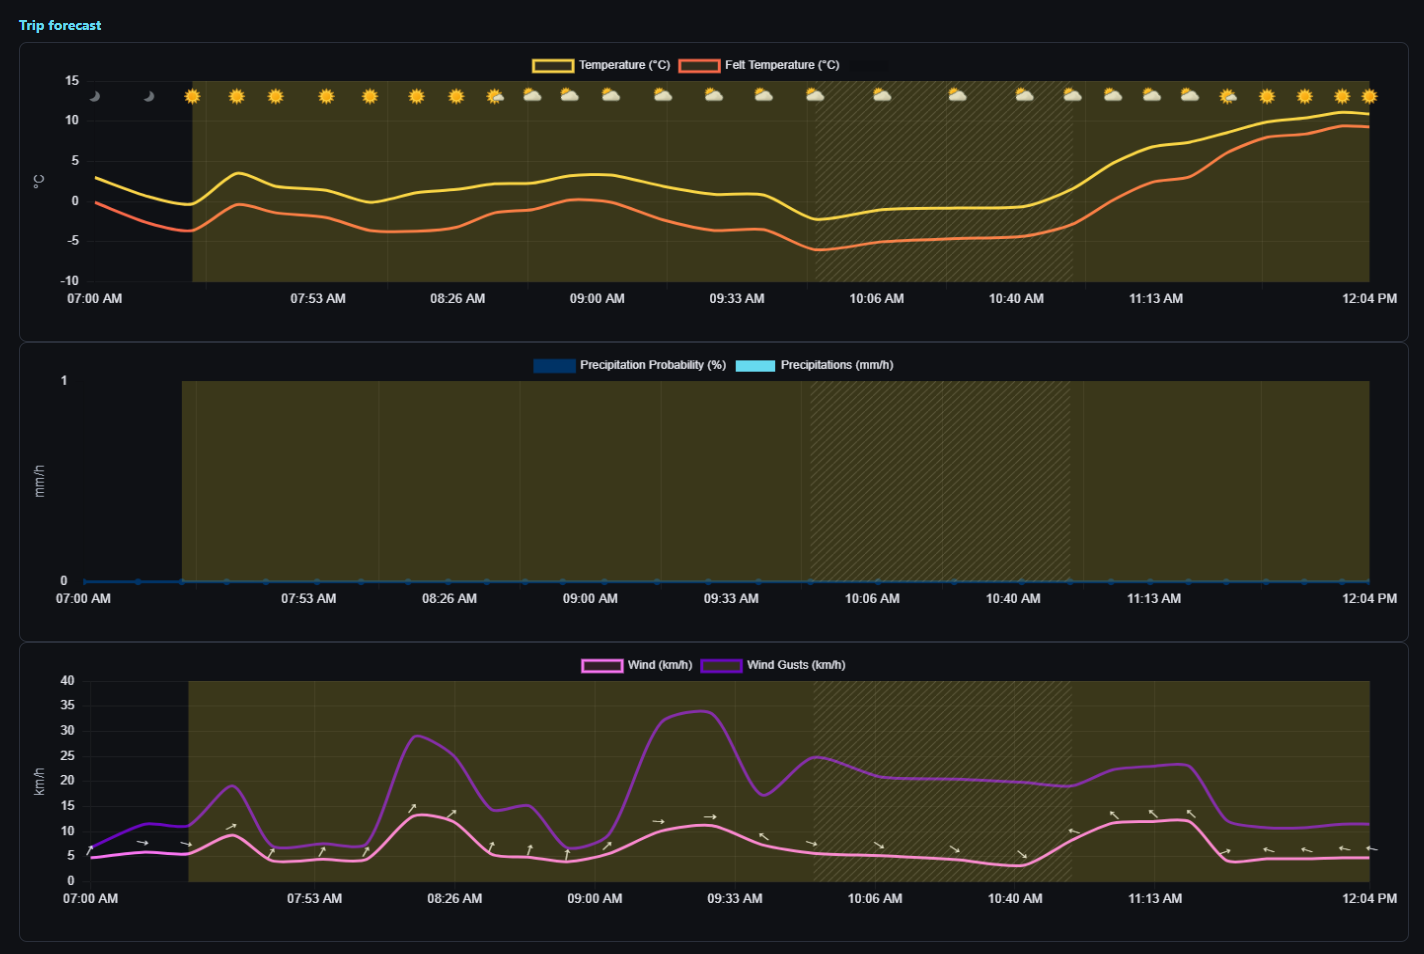 Trip forecast
Temperature (°C) Felt Temperature (°C)
15
10
5
0
-5
-10
°C
07:00 AM 07:53 AM 08:26 AM 09:00 AM 09:33 AM 10:06 AM 10:40 AM 11:13 AM 12:04 PM
Precipitation Probability (%) Precipitations (mm/h)
1
0
mm/h
07:00 AM 07:53 AM 08:26 AM 09:00 AM 09:33 AM 10:06 AM 10:40 AM 11:13 AM 12:04 PM
Wind (km/h) Wind Gusts (km/h)
40
35
30
25
20
15
10
5
0
km/h
07:00 AM 07:53 AM 08:26 AM 09:00 AM 09:33 AM 10:06 AM 10:40 AM 11:13 AM 12:04 PM